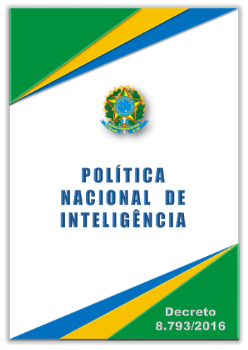 POLÍTICA
NACIONAL DE
INTELIGÊNCIA
Decreto
8.793/2016